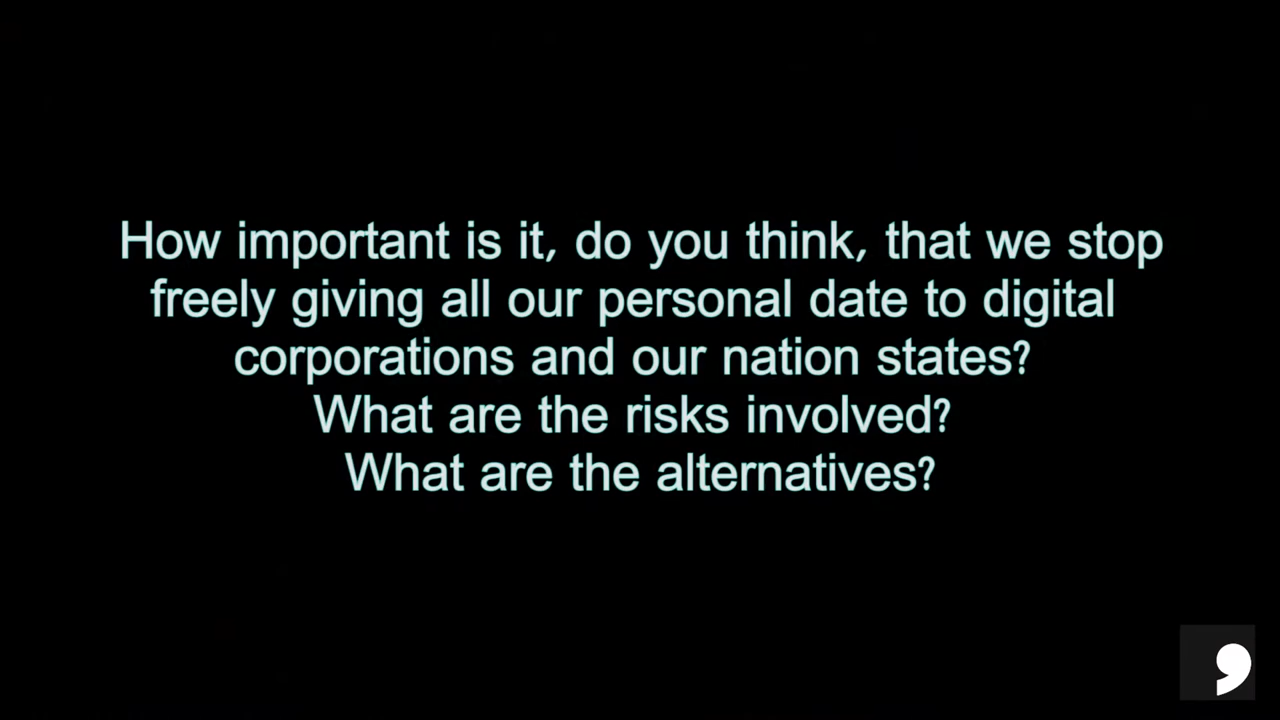 How important is it, do you think, that we stop
freely giving all our personal date to digital
corporations and our nation states?
What are the risks involved?
What are the alternatives?